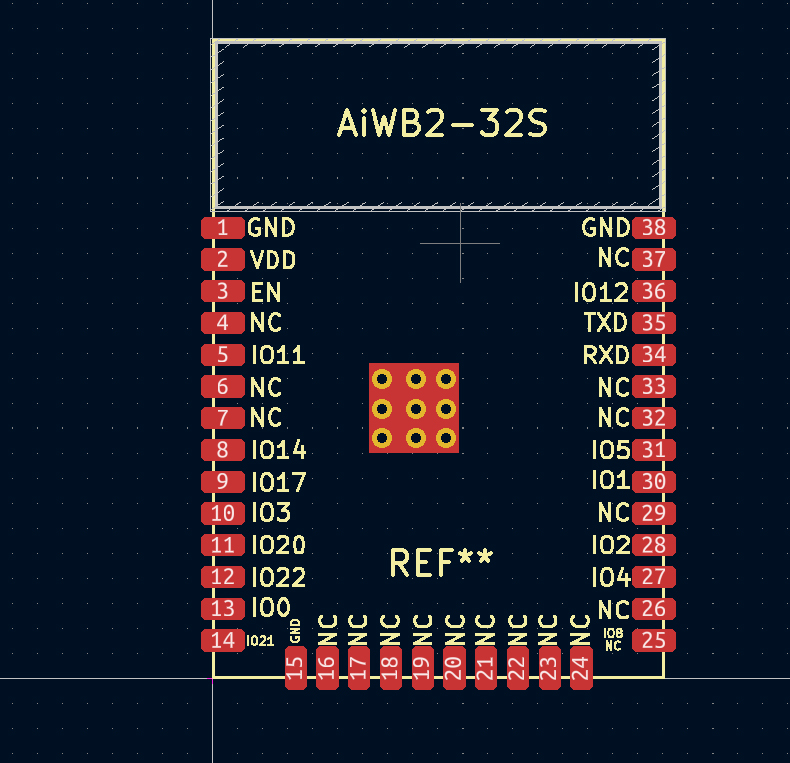 AiWB2-32S
1 GND GND 38
2 VDD NC 37
3 EN IO12 36
4 NC TXD 35
5 IO11 RXD 34
6 NC NC 33
7 NC NC 32
8 IO14 IO5 31
9 IO17 IO1 30
10 IO3 NC 29
11 IO20 IO2 28
REF**
12 IO22 IO4 27
13 IO0 NC 26
14 IO21 IO8 25
NC
GND NC NC NC NC NC NC NC NC NC
15 16 17 18 19 20 21 22 23 24